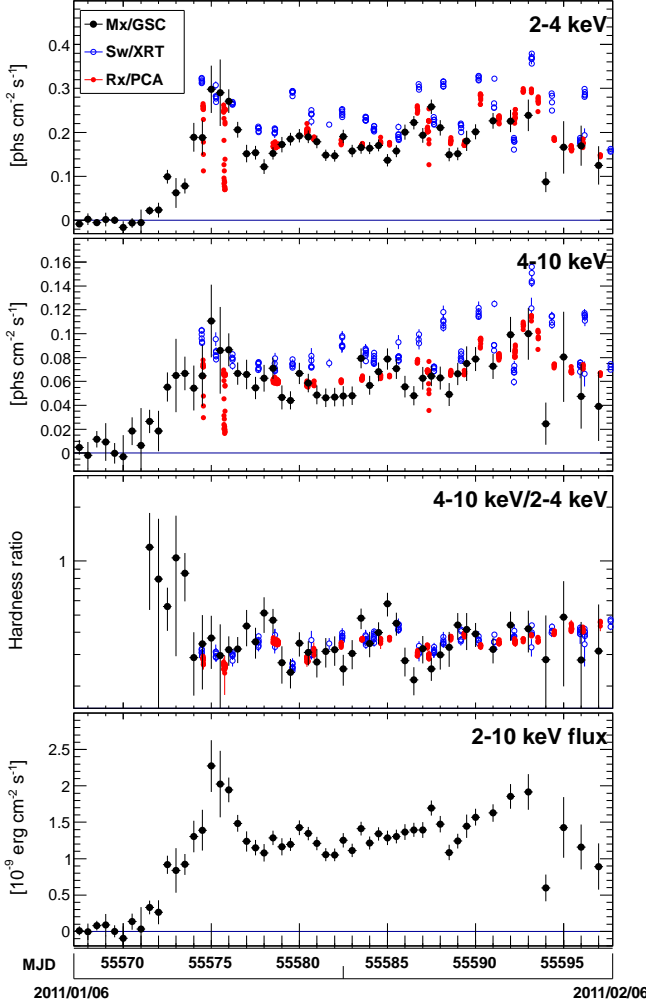 Mx/GSC
Sw/XRT
Rx/PCA
2-4 keV
[phs cm-2 s-1]
0.4
0.3
0.2
0.1
0
4-10 keV
[phs cm-2 s-1]
0.16
0.14
0.12
0.1
0.08
0.06
0.04
0.02
0
4-10 keV/2-4 keV
Hardness ratio
1
2-10 keV flux
[10-9 erg cm-2 s-1]
2.5
2
1.5
1
0.5
0
MJD 55570 55575 55580 55585 55590 55595
2011/01/06 2011/02/06